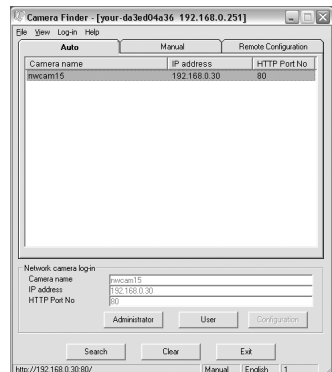 Camera Finder - [your-da3ed04a36 192.168.0.251]
File View Log-in Help
Auto Manual Remote Configuration
Camera name IP address HTTP Port No
nwcam15 192.168.0.30 80
Network camera log-in
Camera name nwcam15
IP address 192.168.0.30
HTTP Port No 80
Administrator User Configuration
Search Clear Exit
http://192.168.0.30:80/ Manual English 1